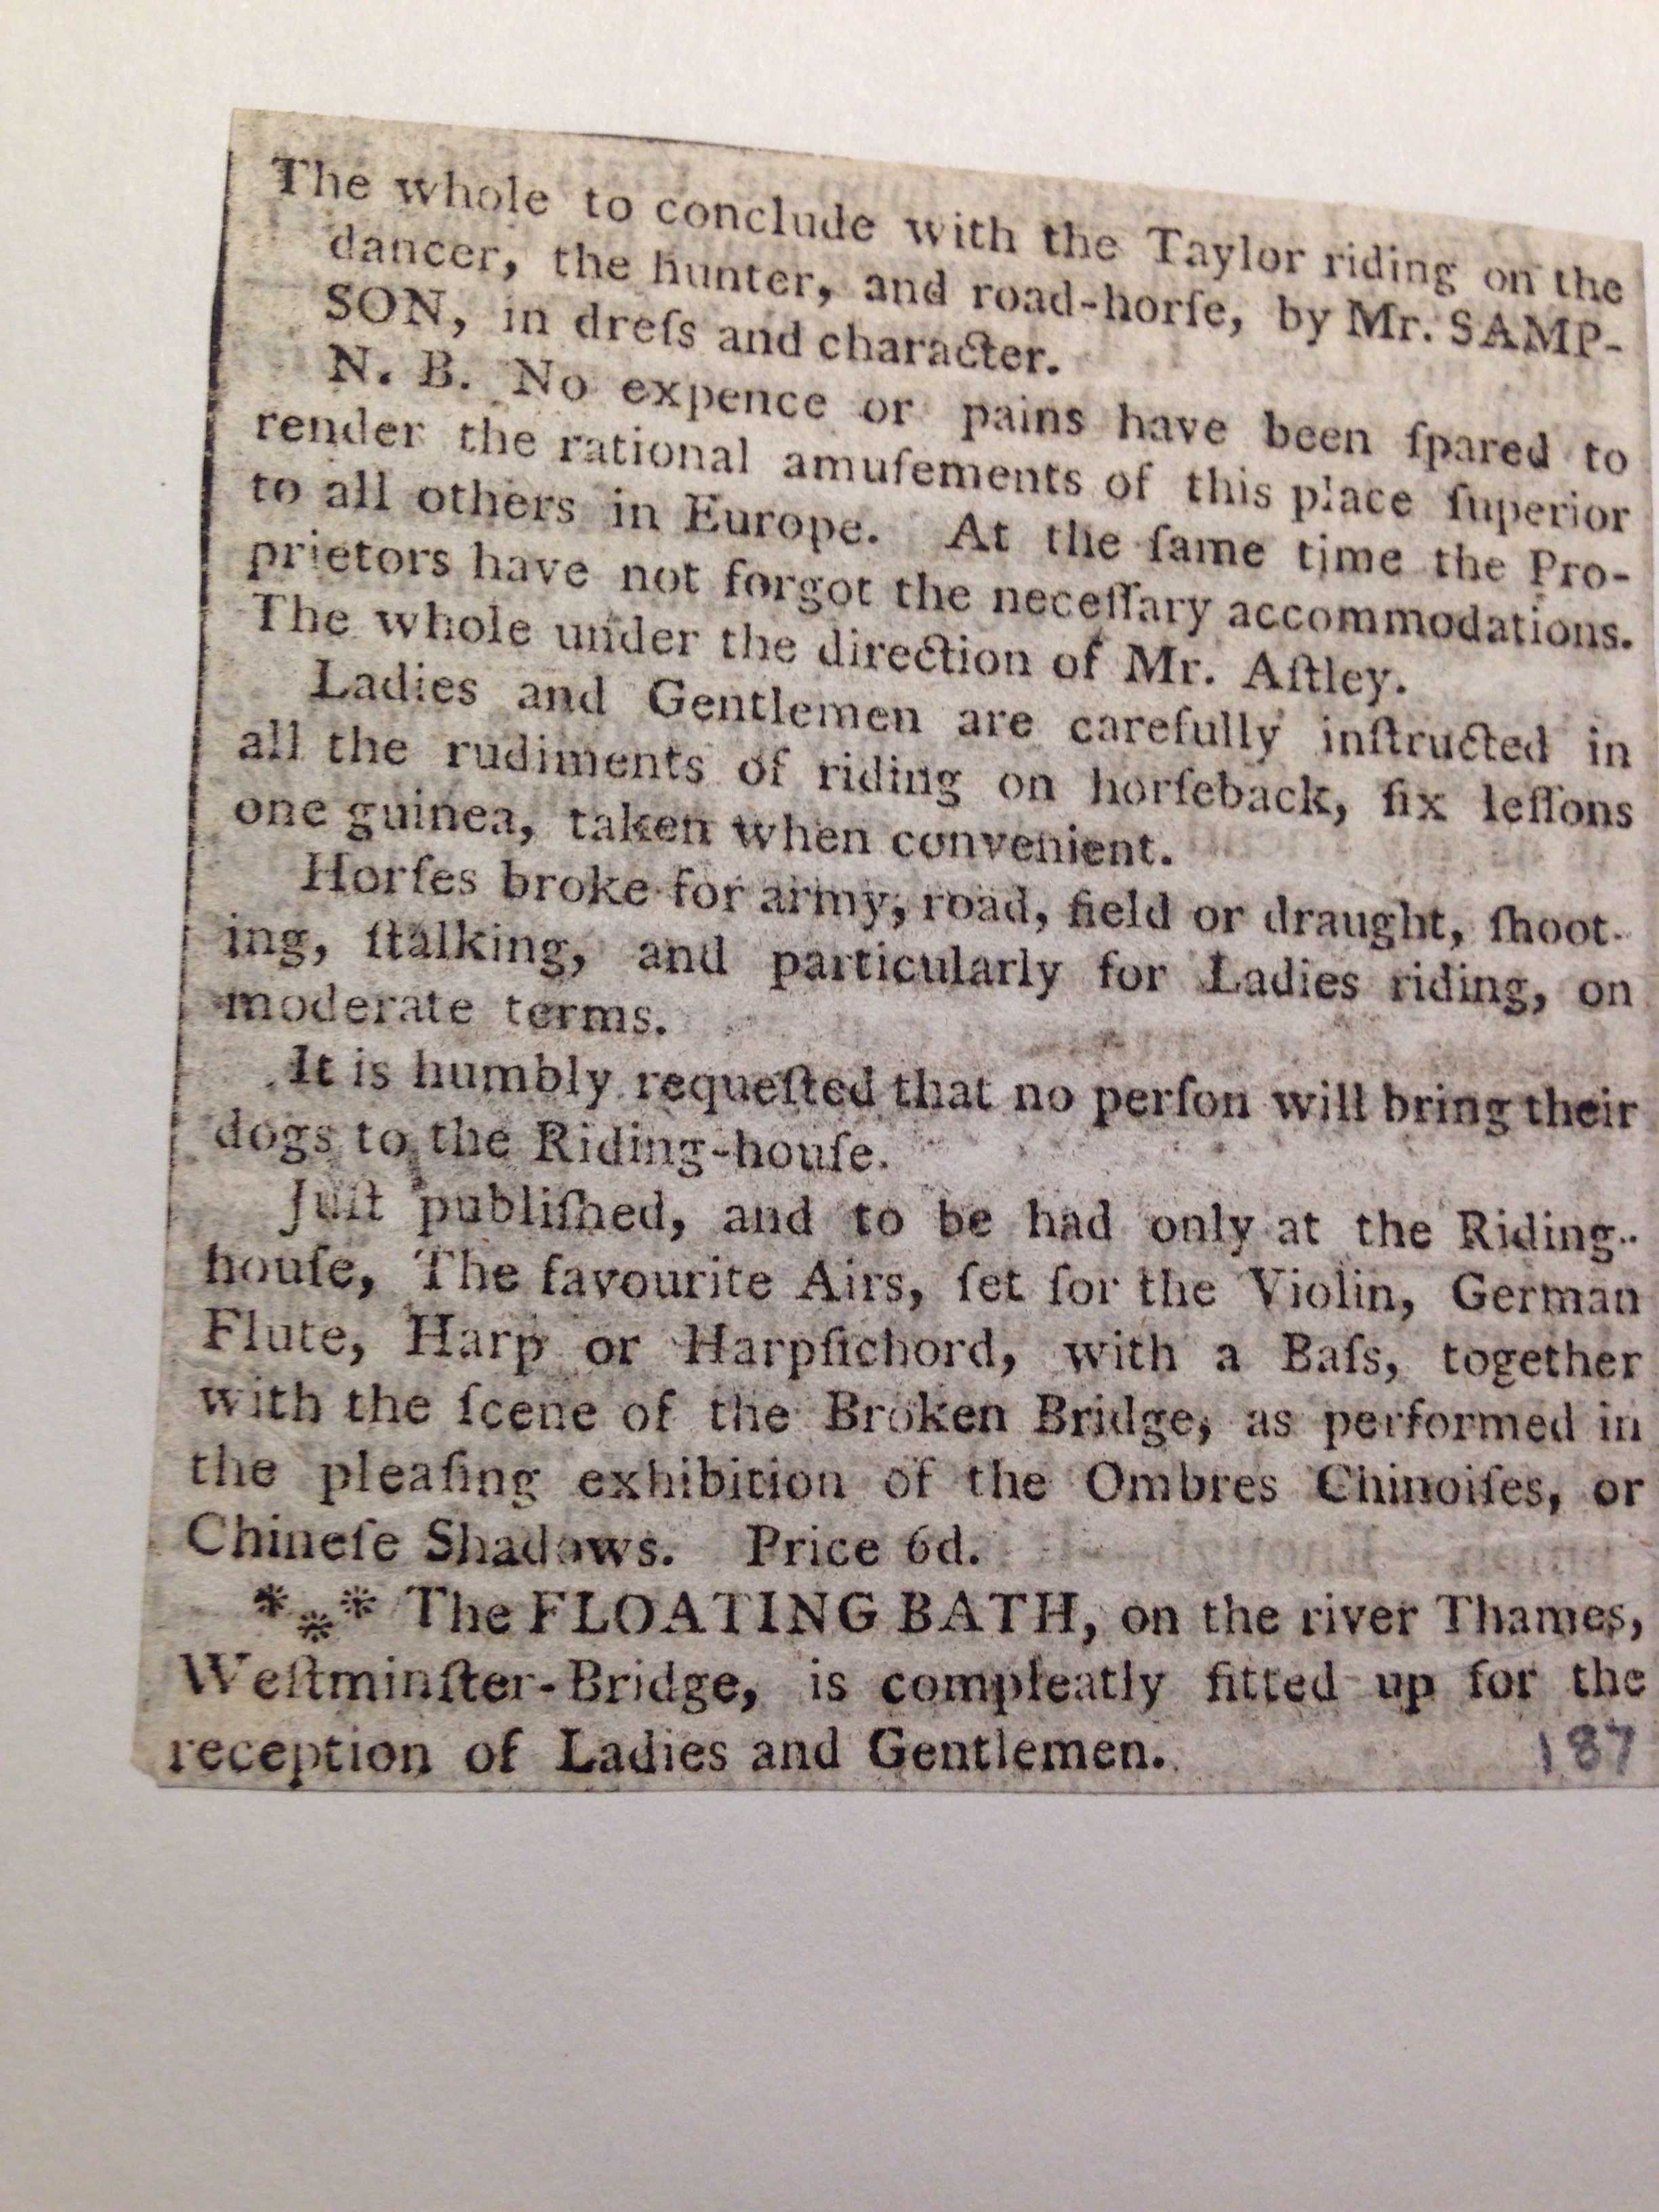 The whole to conclude with the Taylor riding on the
dancer, the hunter, and road-horſe, by Mr. SAMP-
SON, in dreſs and character.
N. B. No expence or pains have been ſpared to
render the rational amuſements of this place ſuperior
to all others in Europe. At the ſame time the Pro-
prietors have not forgot the neceſſary accommodations.
The whole under the direction of Mr. Aſtley.
Ladies and Gentlemen are carefully inſtructed in
all the rudiments of riding on horſeback, ſix leſſons
one guinea, taken when convenient.
Horſes broke for army, road, field or draught, ſhoot-
ing, ſtalking, and particularly for Ladies riding, on
moderate terms.
It is humbly requeſted that no perſon will bring their
dogs to the Riding-houſe.
Juſt publiſhed, and to be had only at the Riding-
houſe, The favourite Airs, ſet for the Violin, German
Flute, Harp or Harpſichord, with a Baſs, together
with the ſcene of the Broken Bridge, as performed in
the pleaſing exhibition of the Ombres Chinoiſes, or
Chineſe Shadows. Price 6d.
*⁎* The FLOATING BATH, on the river Thames,
Weſtminſter-Bridge, is compleatly fitted up for the
reception of Ladies and Gentlemen.
187